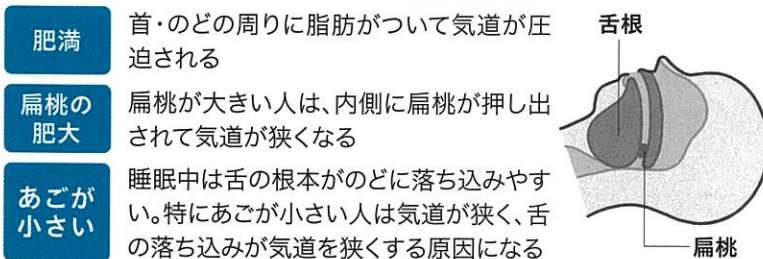 肥満
首・のどの周りに脂肪がついて気道が圧
迫される
扁桃の
肥大
扁桃が大きい人は、内側に扁桃が押し出
されて気道が狭くなる
あごが
小さい
睡眠中は舌の根本がのどに落ち込みやす
い。特にあごが小さい人は気道が狭く、舌
の落ち込みが気道を狭くする原因になる
舌根
扁桃